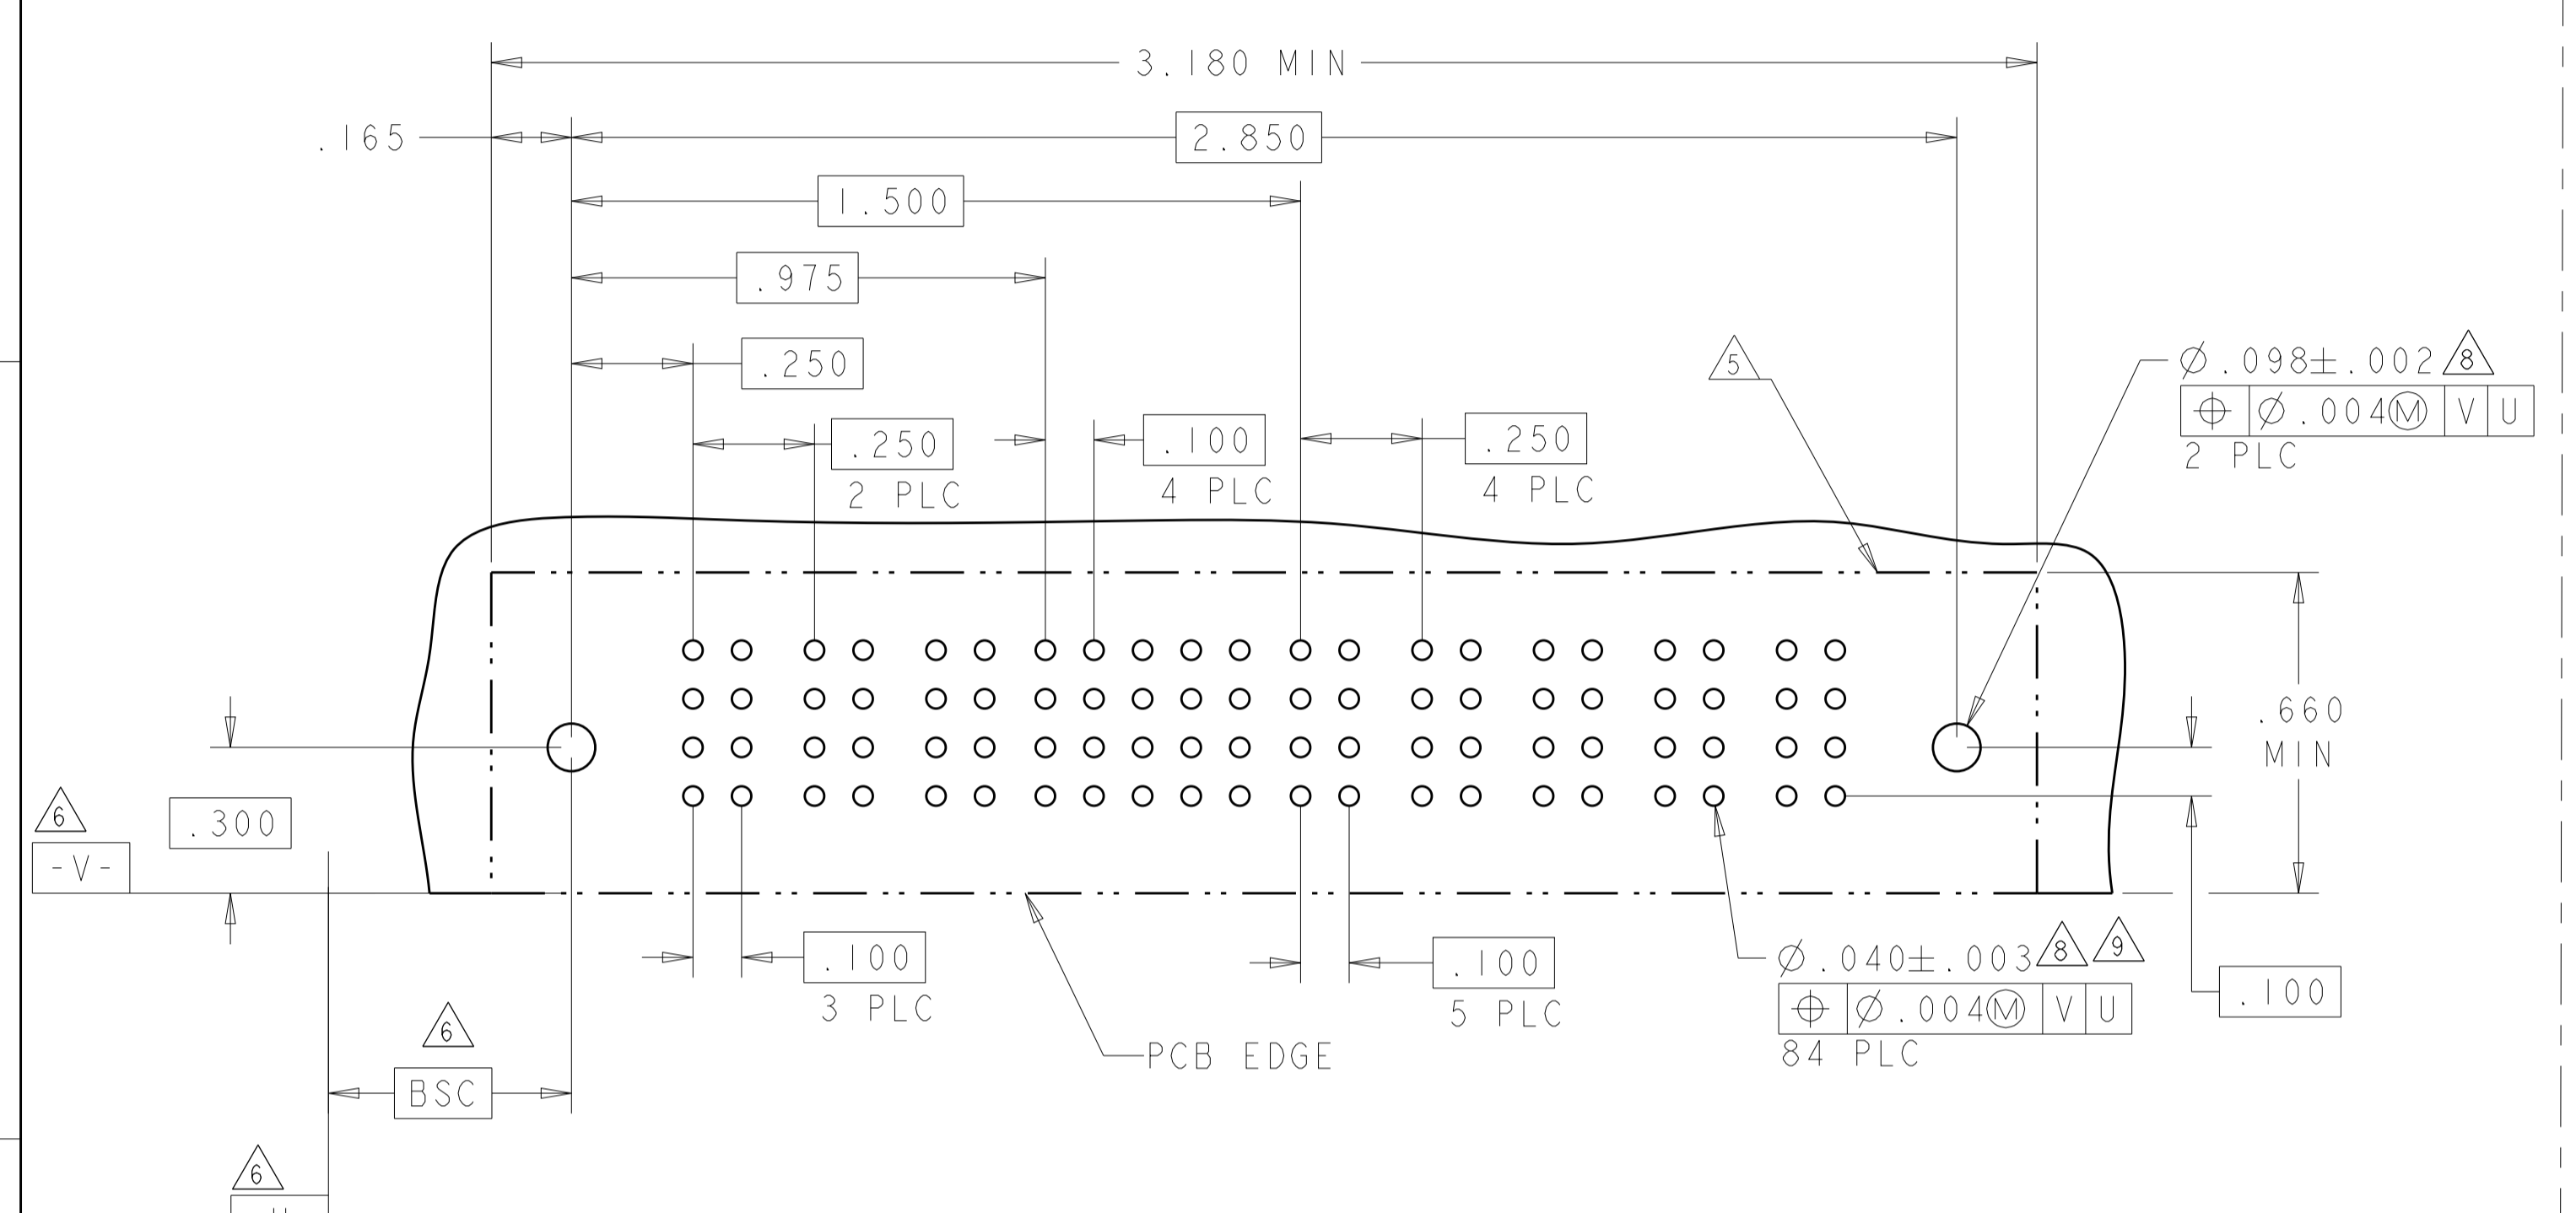 3.180 MIN
.165
2.850
1.500
.975
.250
.250
2 PLC
.100
4 PLC
.250
4 PLC
5
⌀.098±.002 8
⌖ ⌀.004Ⓜ V U
2 PLC
.660
MIN
.300
6
-V-
.100
3 PLC
.100
5 PLC
⌀.040±.003 8 9
⌖ ⌀.004Ⓜ V U
84 PLC
.100
PCB EDGE
6
BSC
6